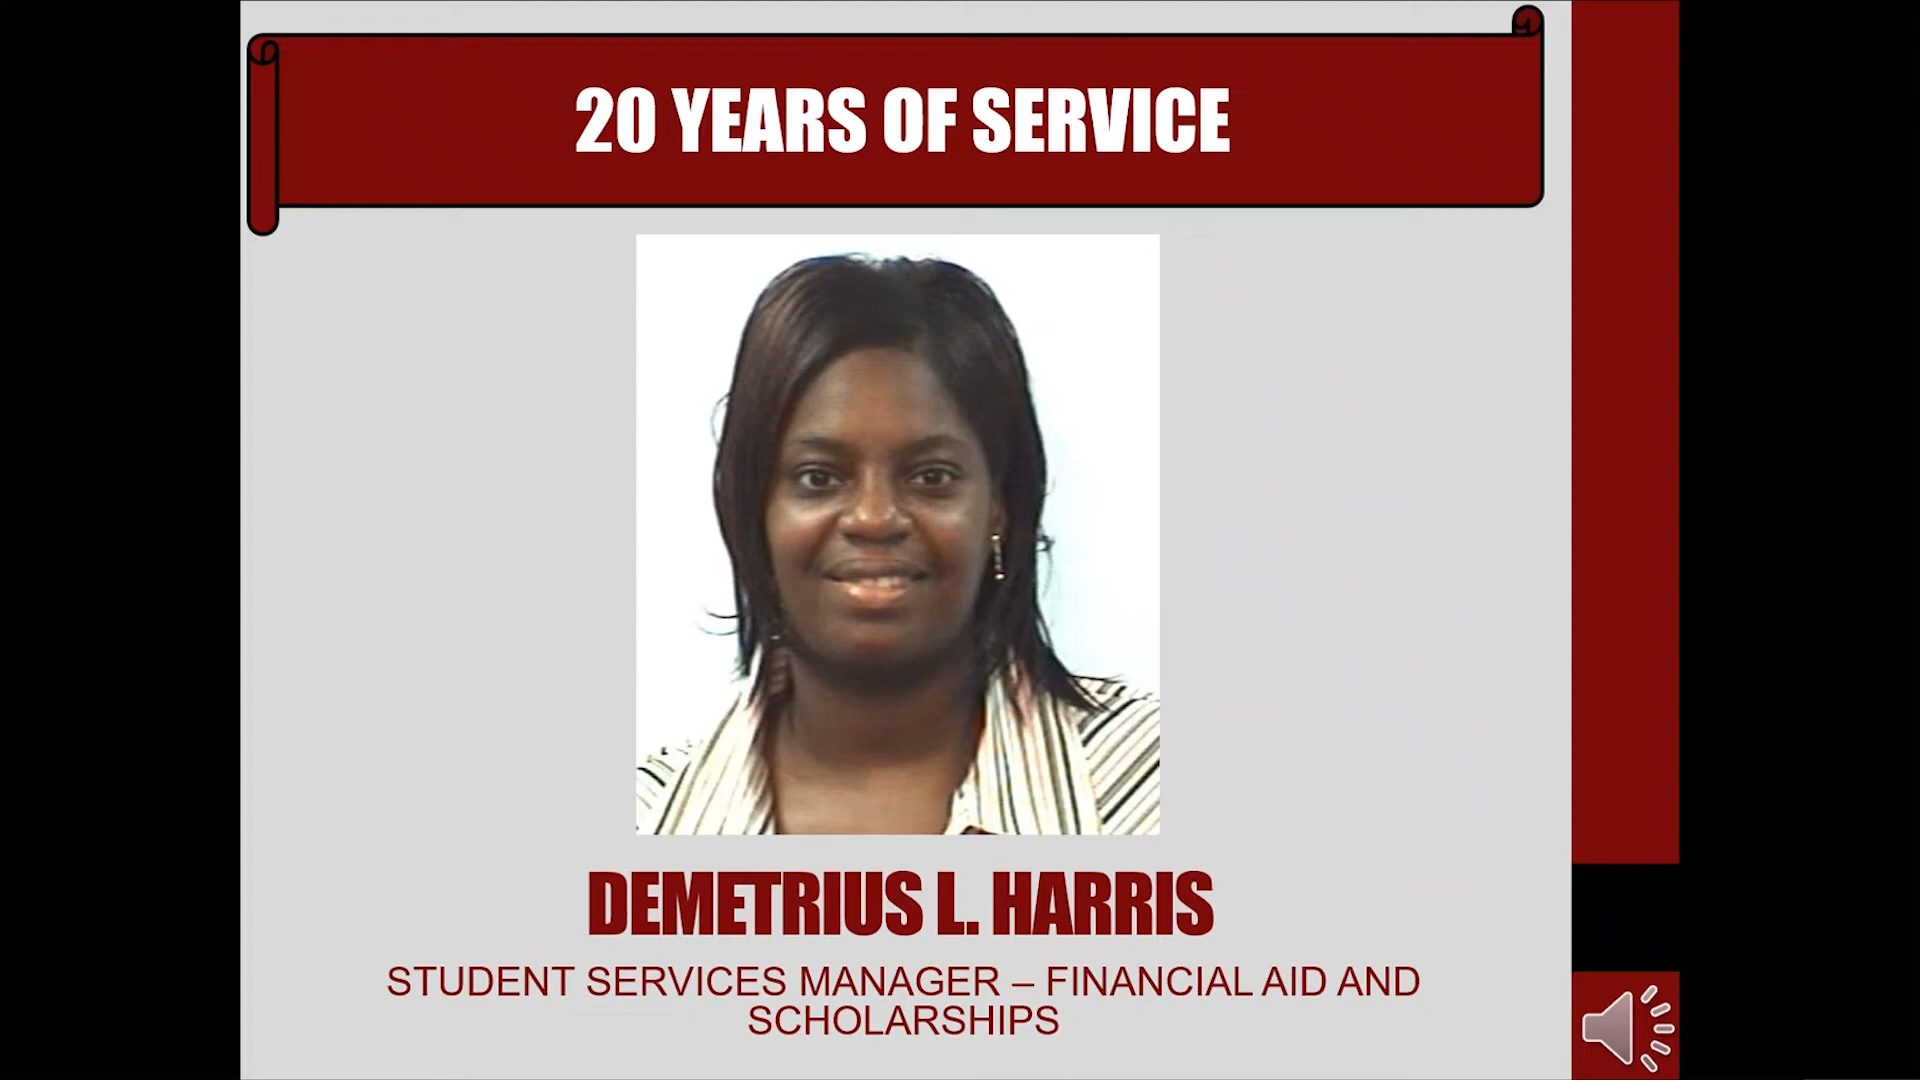 20 YEARS OF SERVICE
DEMETRIUS L. HARRIS
STUDENT SERVICES MANAGER – FINANCIAL AID AND
SCHOLARSHIPS